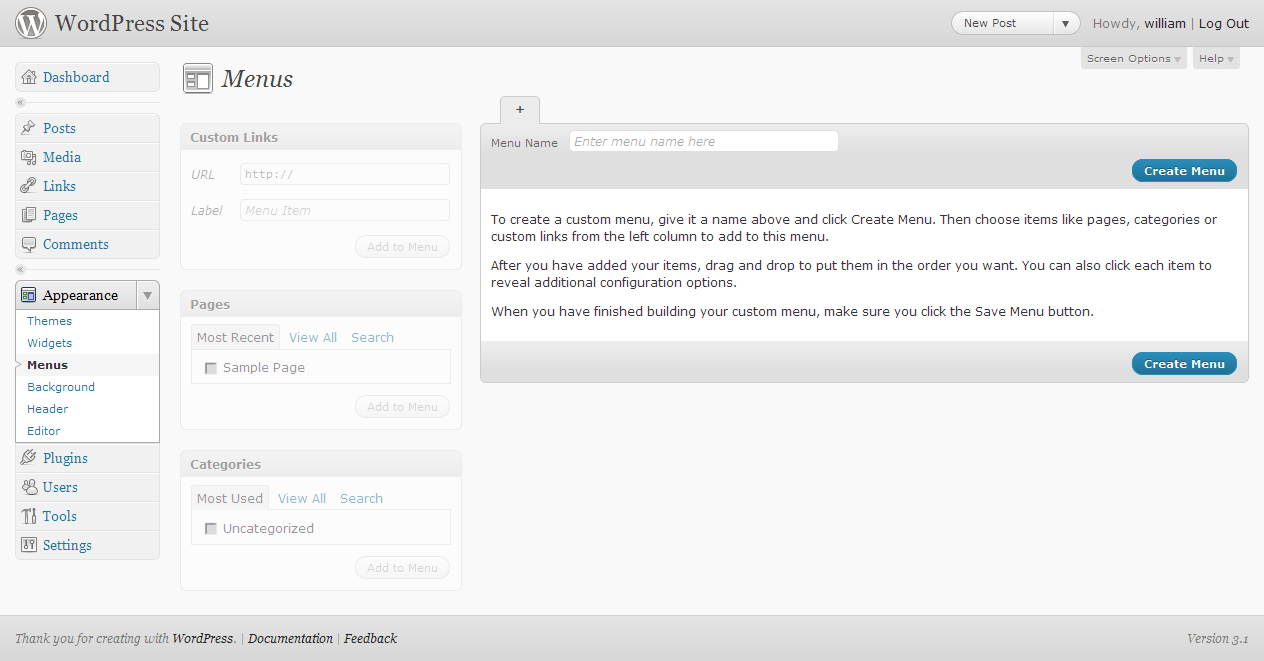 WordPress Site
New Post
Howdy, william | Log Out
Screen Options
Help
Dashboard
Posts
Media
Links
Pages
Comments
Appearance
Themes
Widgets
Menus
Background
Header
Editor
Plugins
Users
Tools
Settings
Menus
Custom Links
URL http://
Label Menu Item
Add to Menu
Pages
Most Recent View All Search
Sample Page
Add to Menu
Categories
Most Used View All Search
Uncategorized
Add to Menu
+
Menu Name Enter menu name here
Create Menu
To create a custom menu, give it a name above and click Create Menu. Then choose items like pages, categories or
custom links from the left column to add to this menu.
After you have added your items, drag and drop to put them in the order you want. You can also click each item to
reveal additional configuration options.
When you have finished building your custom menu, make sure you click the Save Menu button.
Create Menu
Thank you for creating with WordPress. | Documentation | Feedback
Version 3.1